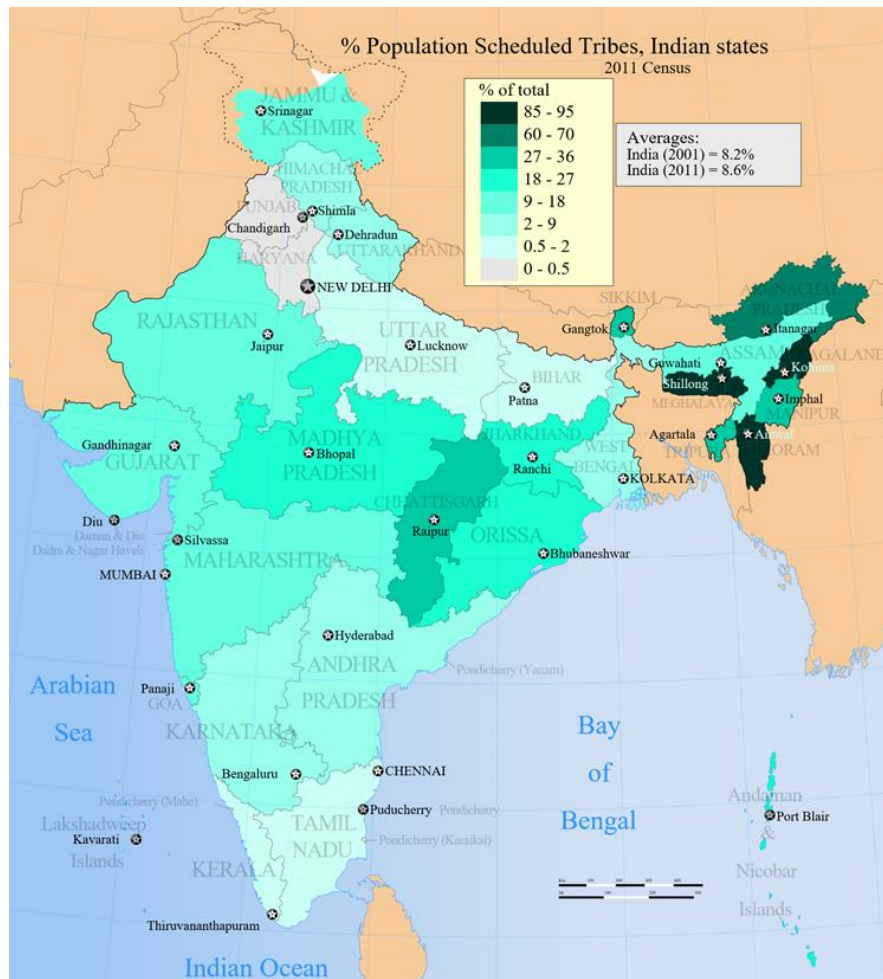 % Population Scheduled Tribes, Indian states
2011 Census
% of total
85 - 95
60 - 70
27 - 36
18 - 27
9 - 18
2 - 9
0.5 - 2
0 - 0.5
Averages:
India (2001) = 8.2%
India (2011) = 8.6%
JAMMU &
KASHMIR
Srinagar
HIMACHAL
PRADESH
PUNJAB
Shimla
Chandigarh
Dehradun
UTTARAKHAND
HARYANA
NEW DELHI
RAJASTHAN
Jaipur
UTTAR
PRADESH
Lucknow
BIHAR
Patna
SIKKIM
Gangtok
ARUNACHAL
PRADESH
Itanagar
ASSAM
Guwahati
NAGALAND
Kohima
Shillong
MEGHALAYA
Imphal
MANIPUR
Agartala
TRIPURA
Aizwal
MIZORAM
Gandhinagar
GUJARAT
MADHYA
PRADESH
Bhopal
JHARKHAND
Ranchi
WEST
BENGAL
KOLKATA
CHHATTISGARH
Raipur
ORISSA
Bhubaneshwar
Diu
Daman & Diu
Dadra & Nagar Haveli
Silvassa
MAHARASHTRA
MUMBAI
Hyderabad
ANDHRA
PRADESH
Pondicherry (Yanam)
Arabian
Sea
Panaji
GOA
KARNATAKA
Bay
of
Bengal
Bengaluru
CHENNAI
Pondicherry (Mahe)
Puducherry
Pondicherry
TAMIL
NADU
Pondicherry (Karaikal)
Lakshadweep
Islands
Kavarati
KERALA
Thiruvananthapuram
Andaman
&
Nicobar
Islands
Port Blair
Indian Ocean